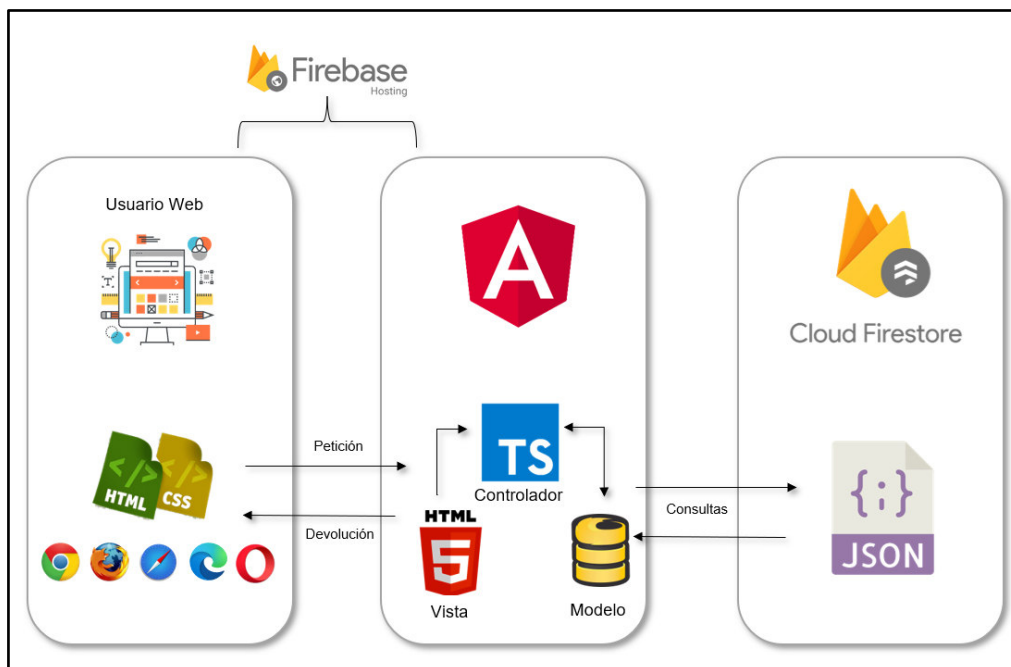 Firebase
Hosting
Usuario Web
T
HTML
CSS
Petición
Devolución
A
TS
Controlador
HTML
5
Vista
Modelo
Consultas
Cloud Firestore
{;}
JSON